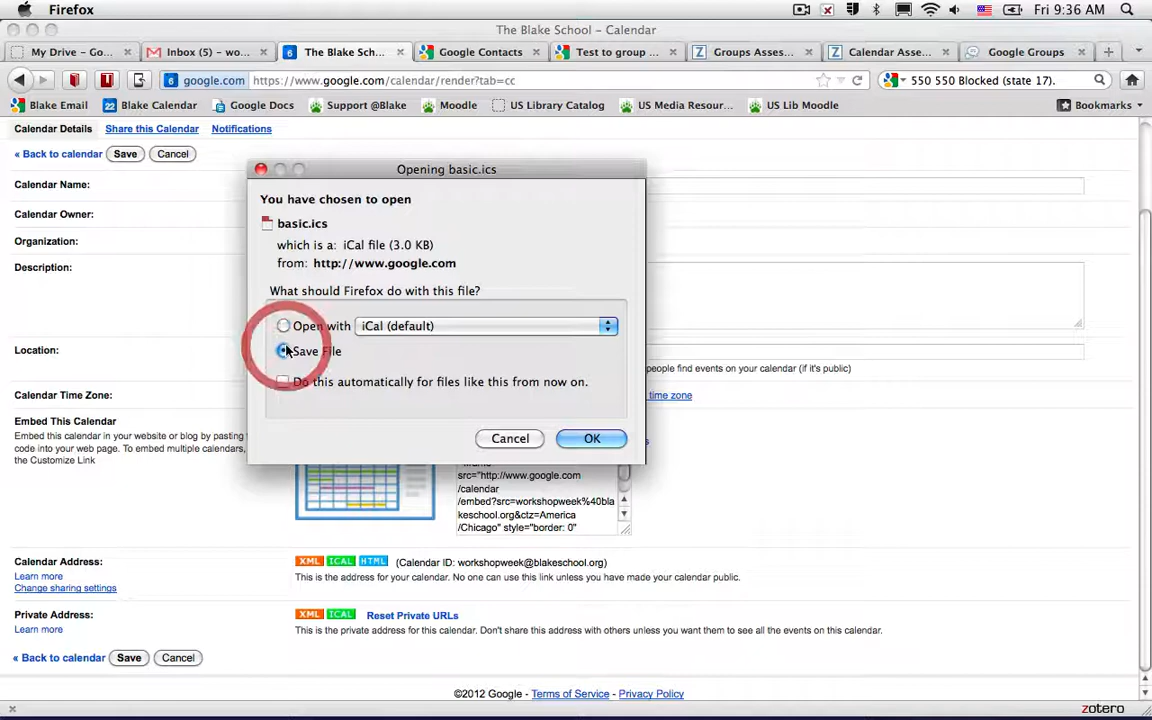 Firefox
Fri 9:36 AM
The Blake School – Calendar
My Drive – Go...
Inbox (5) – wo...
6
The Blake Sch...
Google Contacts
Test to group ...
Z
Groups Assess...
Z
Calendar Asse...
Google Groups
google.com
https://www.google.com/calendar/render?tab=cc
550 550 Blocked (state 17).
Blake Email
22
Blake Calendar
Google Docs
Support @Blake
Moodle
US Library Catalog
US Media Resour...
US Lib Moodle
Bookmarks
Calendar Details
Share this Calendar
Notifications
« Back to calendar
Save
Cancel
Calendar Name:
Calendar Owner:
Organization:
Description:
Location:
people find events on your calendar (if it's public)
Calendar Time Zone:
time zone
Embed This Calendar
Embed this calendar in your website or blog by pasting
code into your web page. To embed multiple calendars,
the Customize Link
src="http://www.google.com
/calendar
/embed?src=workshopweek%40bla
keschool.org&ctz=America
/Chicago" style="border: 0"
Opening basic.ics
You have chosen to open
basic.ics
which is a: iCal file (3.0 KB)
from: http://www.google.com
What should Firefox do with this file?
Open with
iCal (default)
Save File
Do this automatically for files like this from now on.
Cancel
OK
Calendar Address:
Learn more
Change sharing settings
XML ICAL HTML (Calendar ID: workshopweek@blakeschool.org)
This is the address for your calendar. No one can use this link unless you have made your calendar public.
Private Address:
Learn more
XML ICAL Reset Private URLs
This is the private address for this calendar. Don't share this address with others unless you want them to see all the events on this calendar.
« Back to calendar
Save
Cancel
©2012 Google - Terms of Service - Privacy Policy
zotero